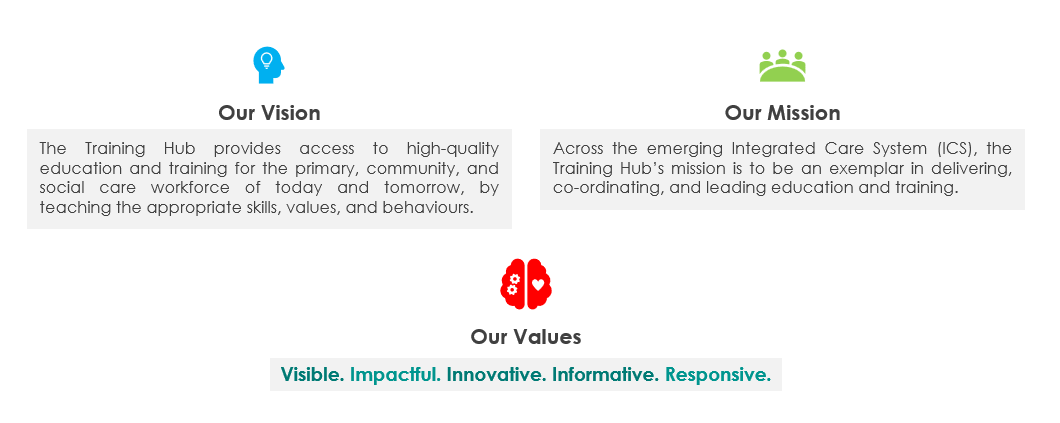 Our Vision
The Training Hub provides access to high-quality
education and training for the primary, community, and
social care workforce of today and tomorrow, by
teaching the appropriate skills, values, and behaviours.
Our Mission
Across the emerging Integrated Care System (ICS), the
Training Hub’s mission is to be an exemplar in delivering,
co-ordinating, and leading education and training.
Our Values
Visible. Impactful. Innovative. Informative. Responsive.